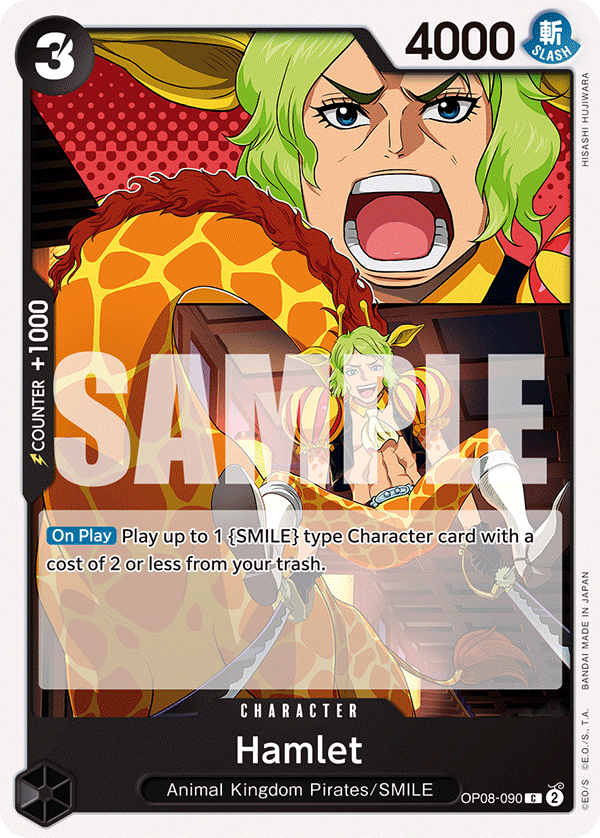 3
4000
斬
SLASH
HISASHI HUJIWARA
COUNTER +1000
SAMPLE
On Play Play up to 1 {SMILE} type Character card with a
cost of 2 or less from your trash.
BANDAI MADE IN JAPAN
©EO/S ©E.O./S., T.A.
CHARACTER
Hamlet
Animal Kingdom Pirates/SMILE
OP08-090 C 2